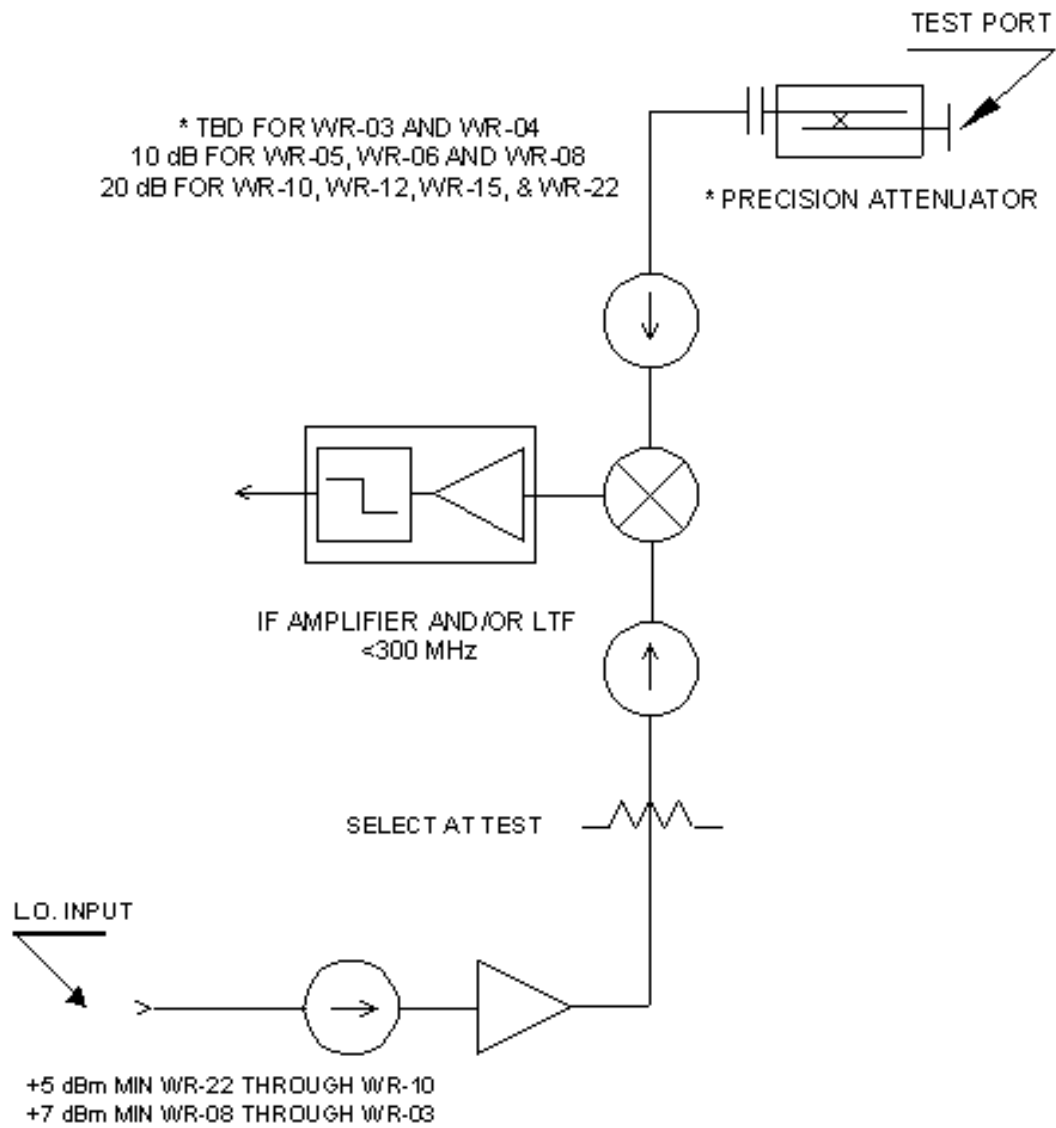 TEST PORT
* TBD FOR WR-03 AND WR-04
10 dB FOR WR-05, WR-06 AND WR-08
20 dB FOR WR-10, WR-12, WR-15, & WR-22
* PRECISION ATTENUATOR
IF AMPLIFIER AND/OR LTF
<300 MHz
SELECT AT TEST
L.O. INPUT
+5 dBm MIN WR-22 THROUGH WR-10
+7 dBm MIN WR-08 THROUGH WR-03